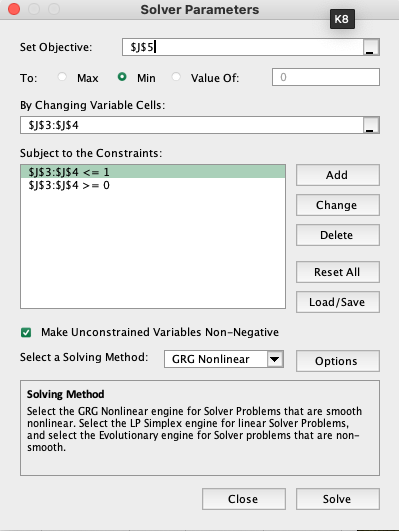 Solver Parameters
K8
Set Objective: $J$5
To: Max Min Value Of: 0
By Changing Variable Cells:
$J$3:$J$4
Subject to the Constraints:
$J$3:$J$4 <= 1
$J$3:$J$4 >= 0
Add
Change
Delete
Reset All
Load/Save
Make Unconstrained Variables Non-Negative
Select a Solving Method: GRG Nonlinear Options
Solving Method
Select the GRG Nonlinear engine for Solver Problems that are smooth
nonlinear. Select the LP Simplex engine for linear Solver Problems,
and select the Evolutionary engine for Solver problems that are non-
smooth.
Close Solve